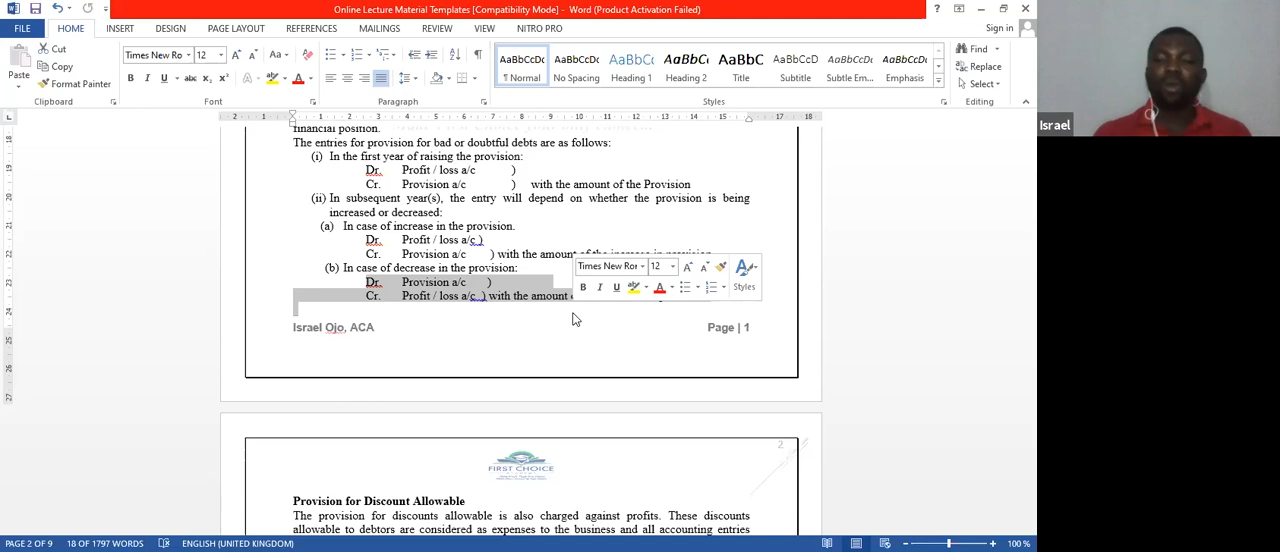 Online Lecture Material Templates [Compatibility Mode] - Word (Product Activation Failed)
FILE HOME INSERT DESIGN PAGE LAYOUT REFERENCES MAILINGS REVIEW VIEW NITRO PRO Sign in
Paste Cut Copy Format Painter
Times New Ro 12
AaBbCcDc AaBbCcDc AaBbCc AaBbCc AaBbCc AaBbCcD AaBbCcDc AaBbCcDc
¶ Normal No Spacing Heading 1 Heading 2 Title Subtitle Subtle Em... Emphasis
Find Replace Select
Clipboard Font Paragraph Styles Editing
financial position.
The entries for provision for bad or doubtful debts are as follows:
(i) In the first year of raising the provision:
Dr. Profit / loss a/c )
Cr. Provision a/c ) with the amount of the Provision
(ii) In subsequent year(s), the entry will depend on whether the provision is being
increased or decreased:
(a) In case of increase in the provision.
Dr. Profit / loss a/c )
Cr. Provision a/c ) with the amount of the increase in provision
(b) In case of decrease in the provision:
Dr. Provision a/c )
Cr. Profit / loss a/c ) with the amount
Times New Ror 12
Styles
Israel Ojo, ACA Page | 1
2
FIRST CHOICE
Provision for Discount Allowable
The provision for discounts allowable is also charged against profits. These discounts
allowable to debtors are considered as expenses to the business and all accounting entries
PAGE 2 OF 9 18 OF 1797 WORDS ENGLISH (UNITED KINGDOM) 100 %
Israel